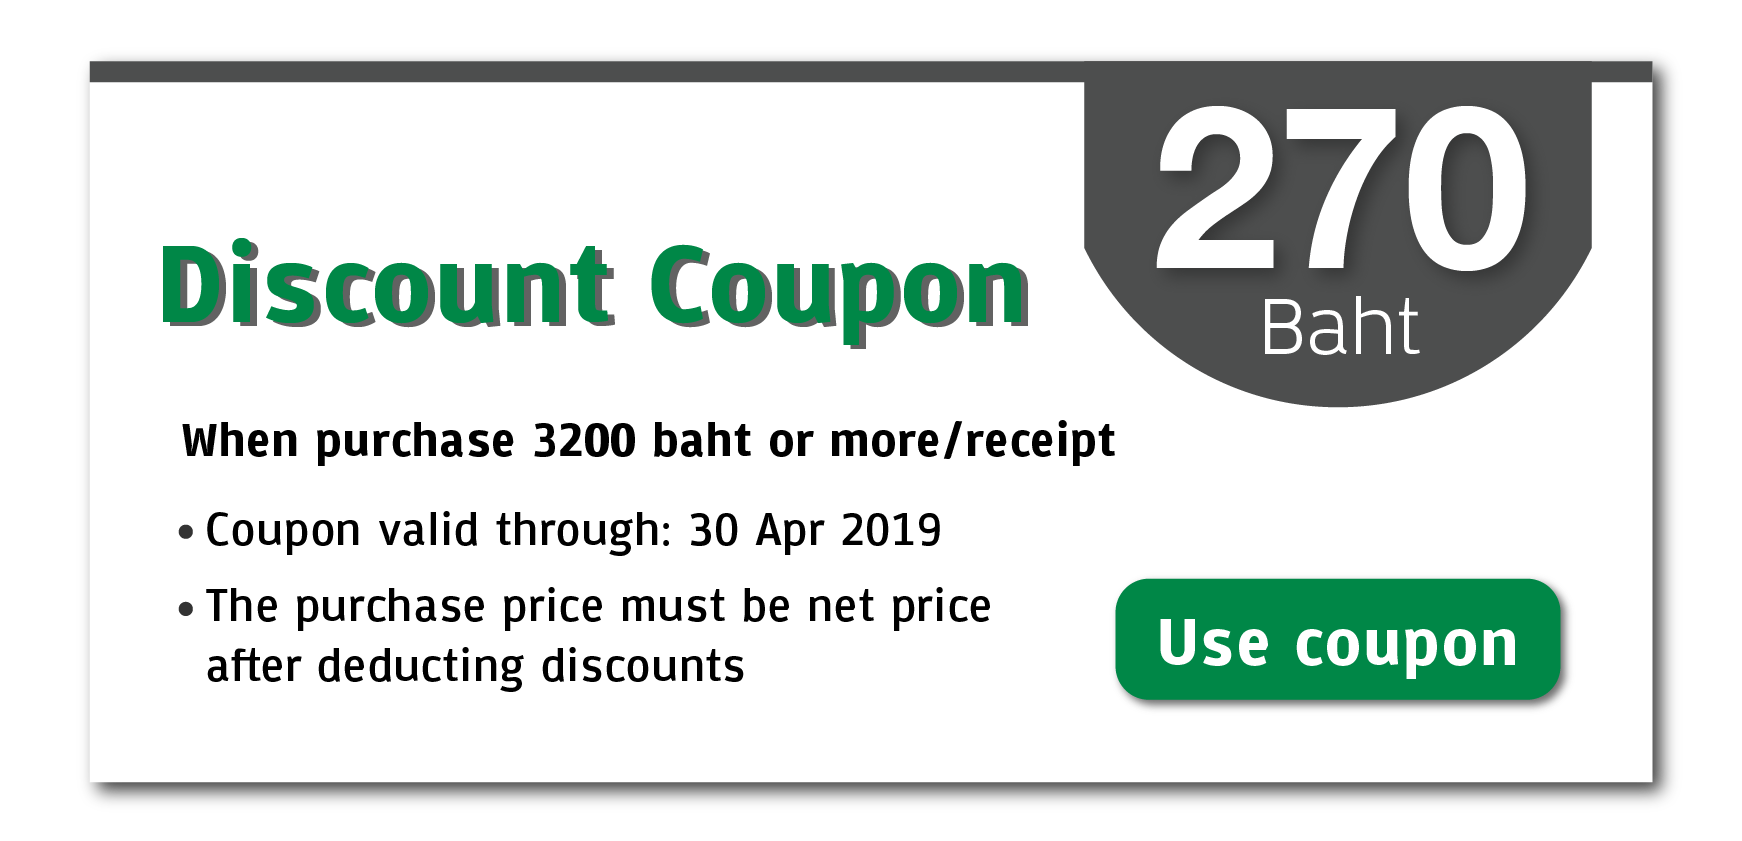 270
Baht
Discount Coupon
When purchase 3200 baht or more/receipt
• Coupon valid through: 30 Apr 2019
• The purchase price must be net price
after deducting discounts
Use coupon